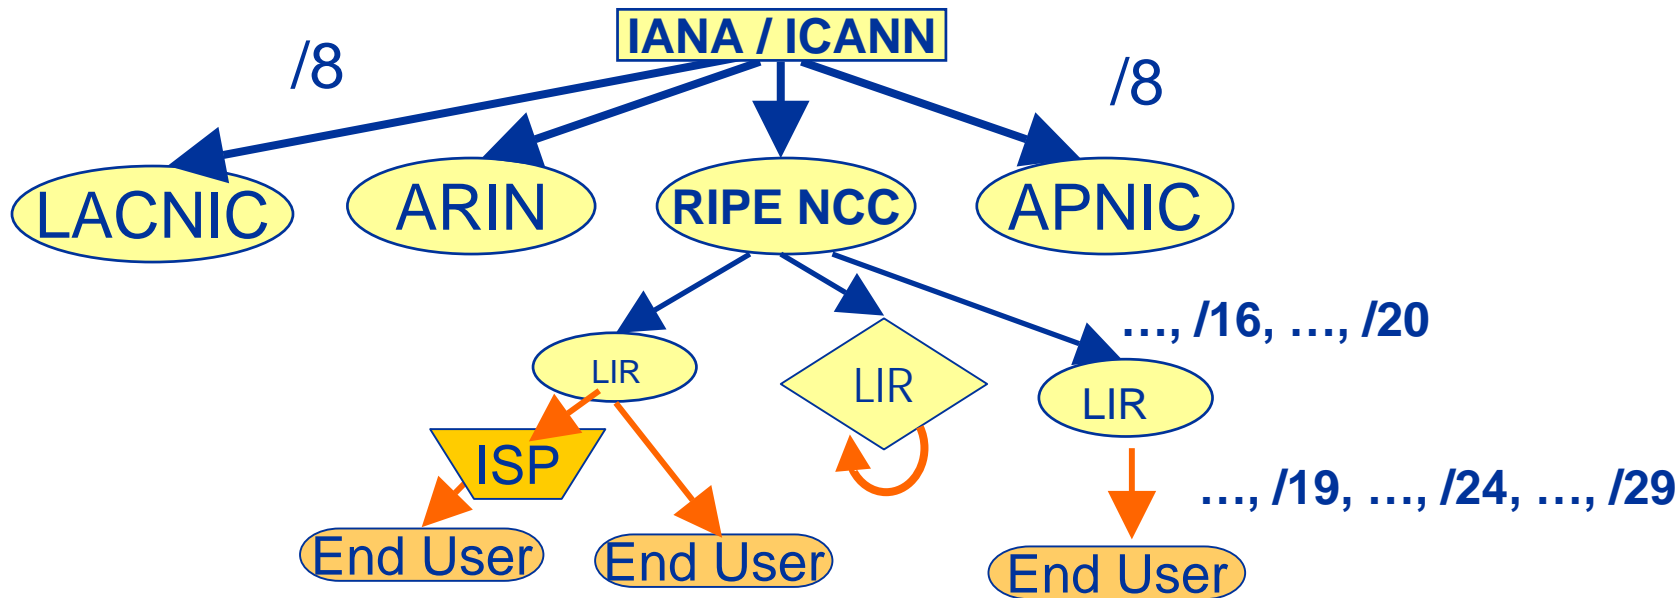 IANA / ICANN
/8
/8
LACNIC
ARIN
RIPE NCC
APNIC
…, /16, …, /20
LIR
LIR
LIR
ISP
…, /19, …, /24, …, /29
End User
End User
End User